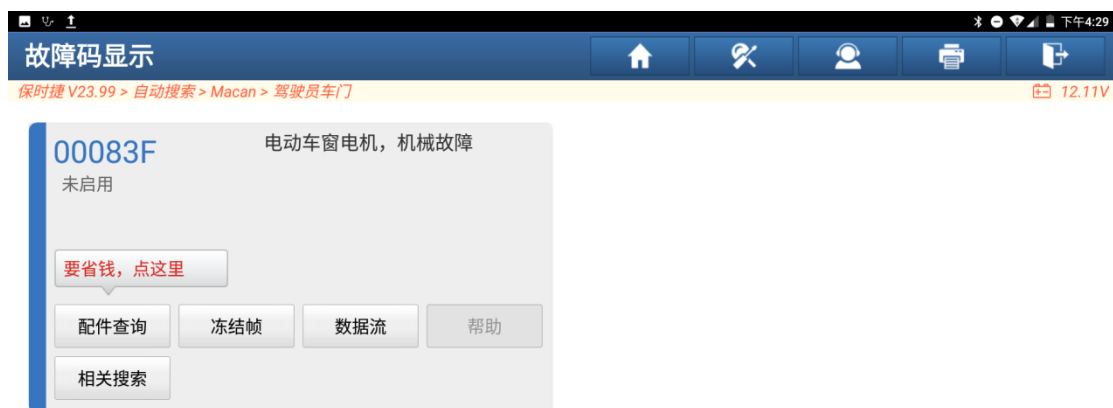 下午4:29
故障码显示
保时捷 V23.99 > 自动搜索 > Macan > 驾驶员车门
12.11V
00083F
电动车窗电机，机械故障
未启用
要省钱，点这里
配件查询
冻结帧
数据流
帮助
相关搜索